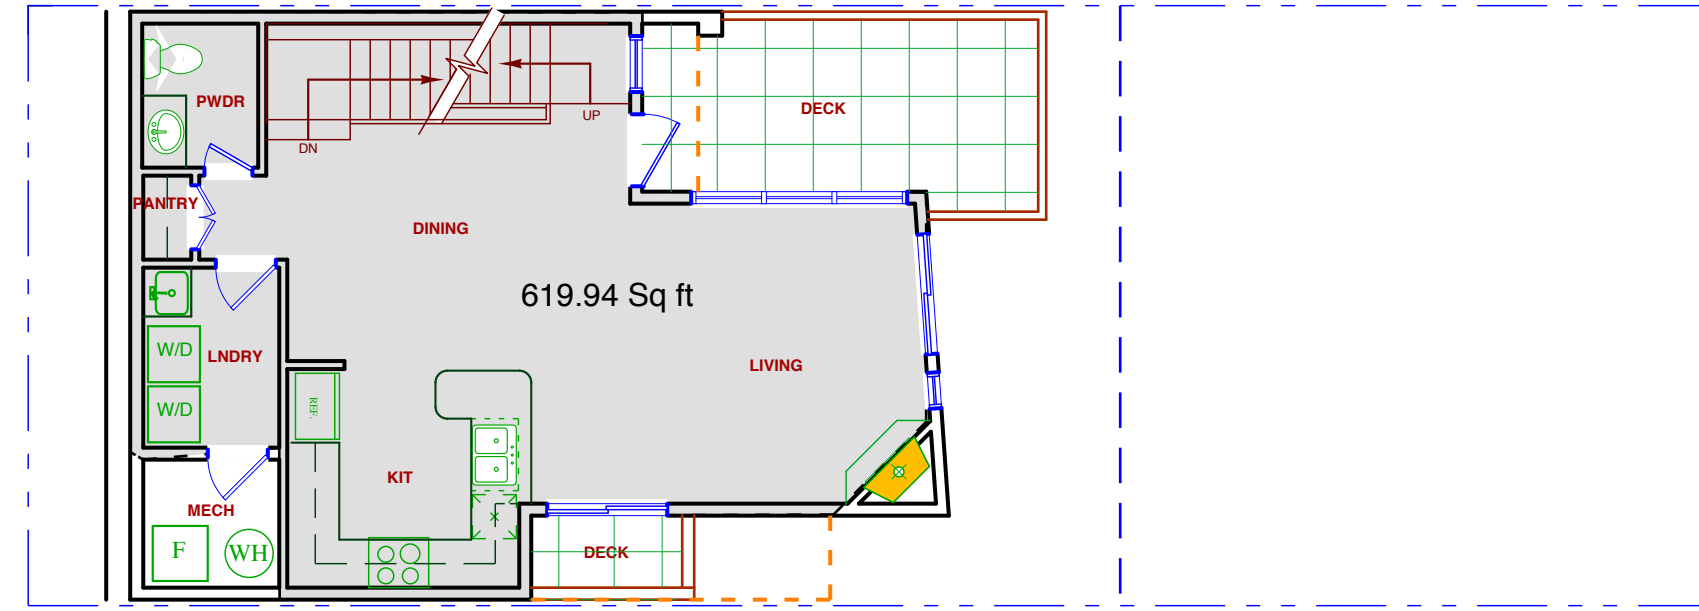 PWDR
DECK
UP
DN
PANTRY
DINING
619.94 Sq ft
W/D
LNDRY
LIVING
W/D
REF.
KIT
MECH
F
WH
DECK